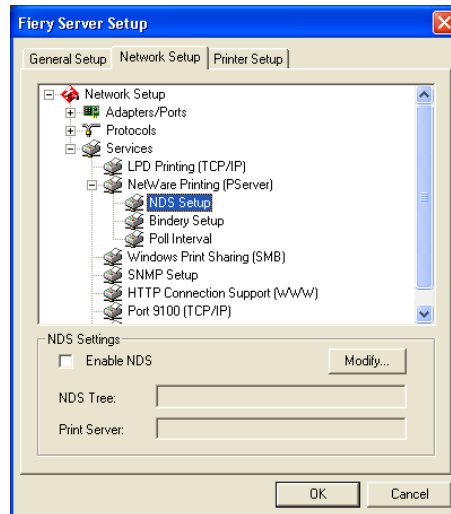 Fiery Server Setup
General Setup Network Setup Printer Setup
Network Setup
Adapters/Ports
Protocols
Services
LPD Printing (TCP/IP)
NetWare Printing (PServer)
NDS Setup
Bindery Setup
Poll Interval
Windows Print Sharing (SMB)
SNMP Setup
HTTP Connection Support (WWW)
Port 9100 (TCP/IP)
NDS Settings
Enable NDS Modify...
NDS Tree:
Print Server:
OK Cancel